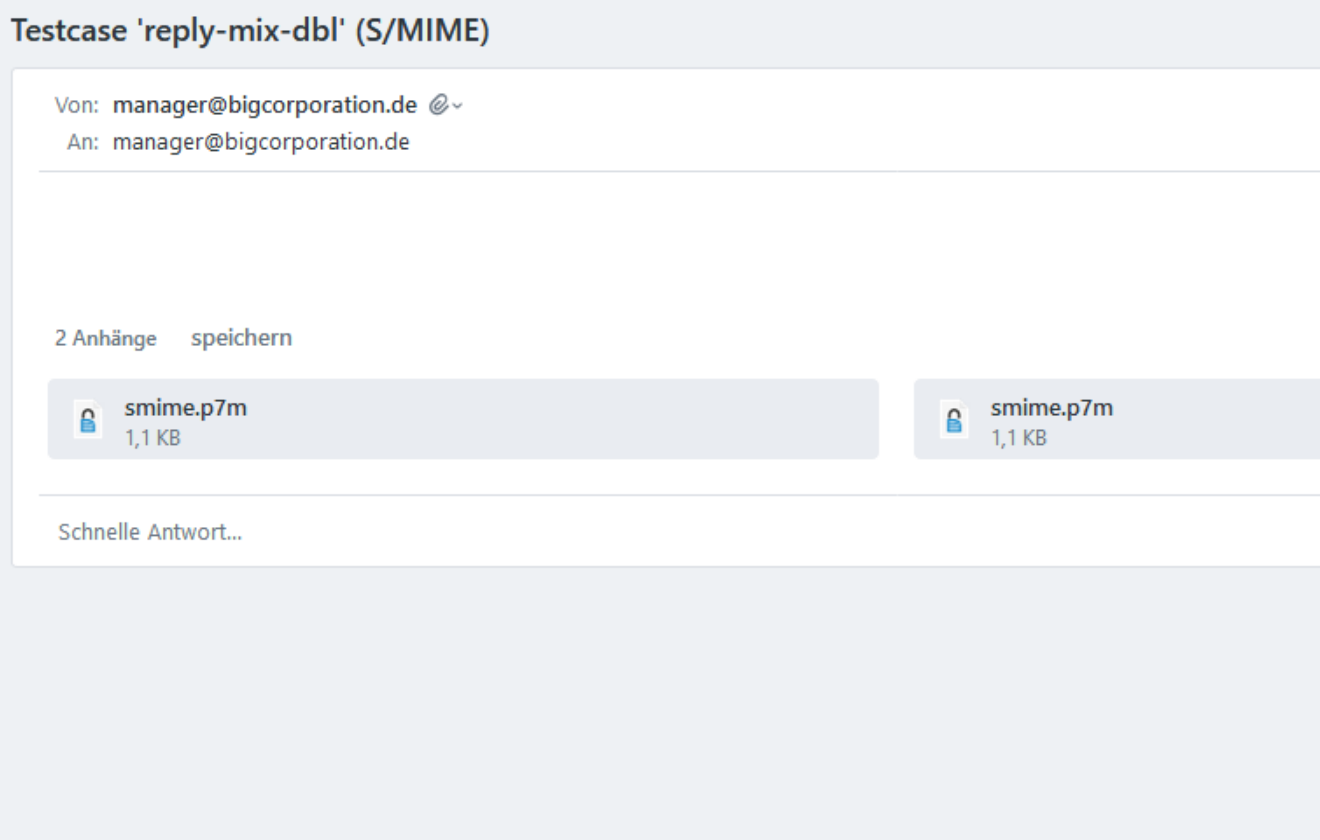 Testcase 'reply-mix-dbl' (S/MIME)
Von: manager@bigcorporation.de
An: manager@bigcorporation.de
2 Anhänge speichern
smime.p7m smime.p7m
1,1 KB 1,1 KB
Schnelle Antwort...